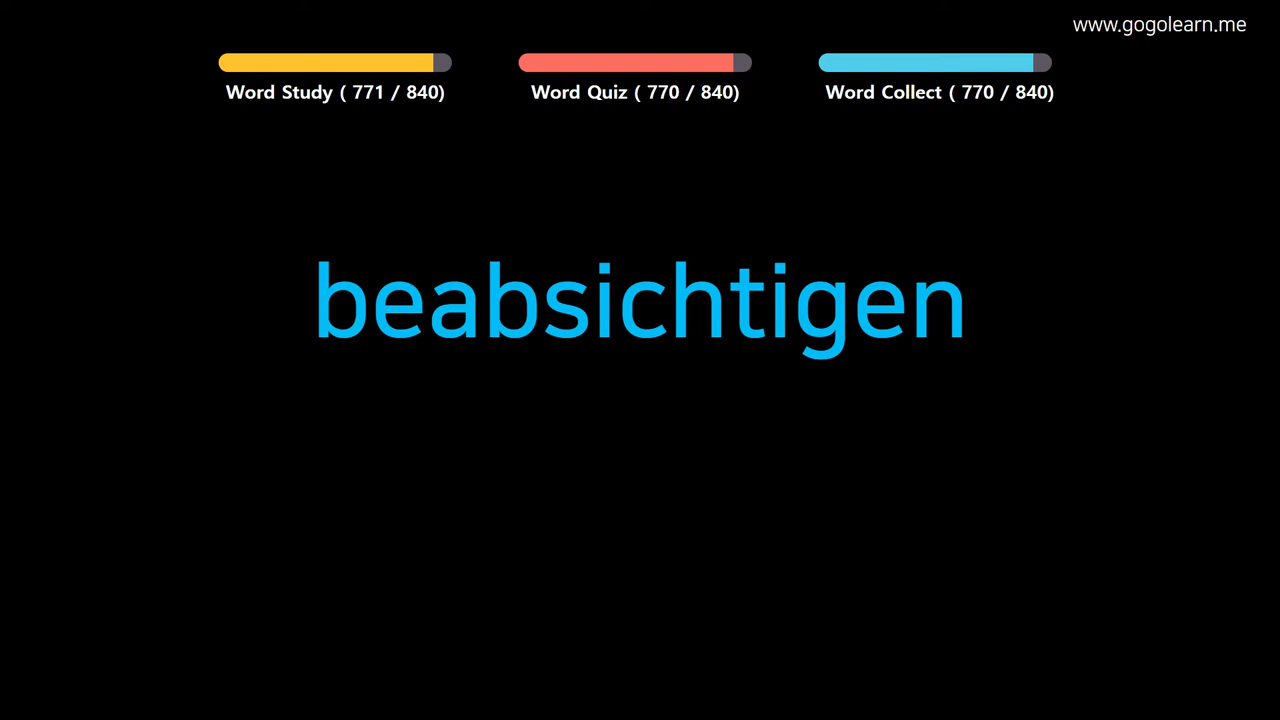 www.gogolearn.me
Word Study ( 771 / 840)
Word Quiz ( 770 / 840)
Word Collect ( 770 / 840)
beabsichtigen